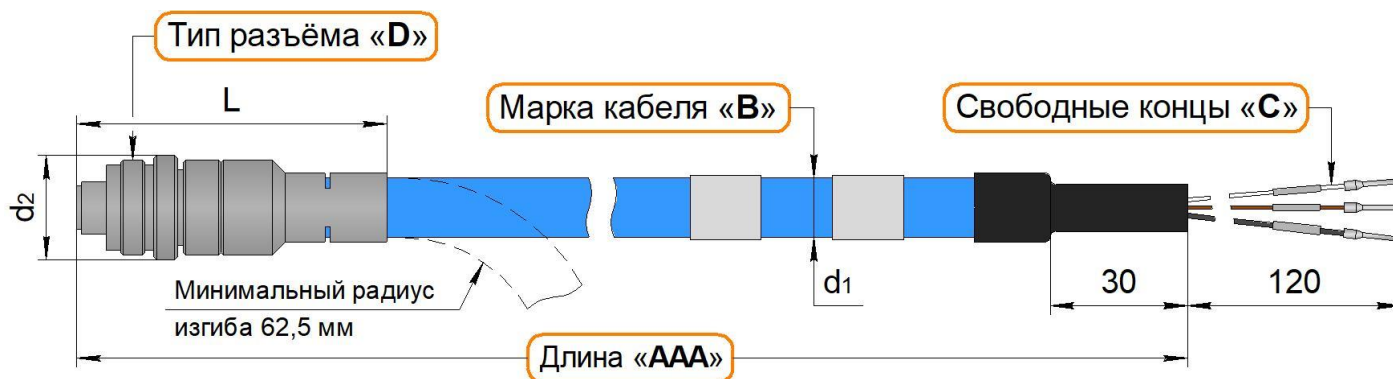 Тип разъёма «D»
L
Марка кабеля «B»
Свободные концы «C»
d2
d1
30
120
Минимальный радиус
изгиба 62,5 мм
Длина «AAA»